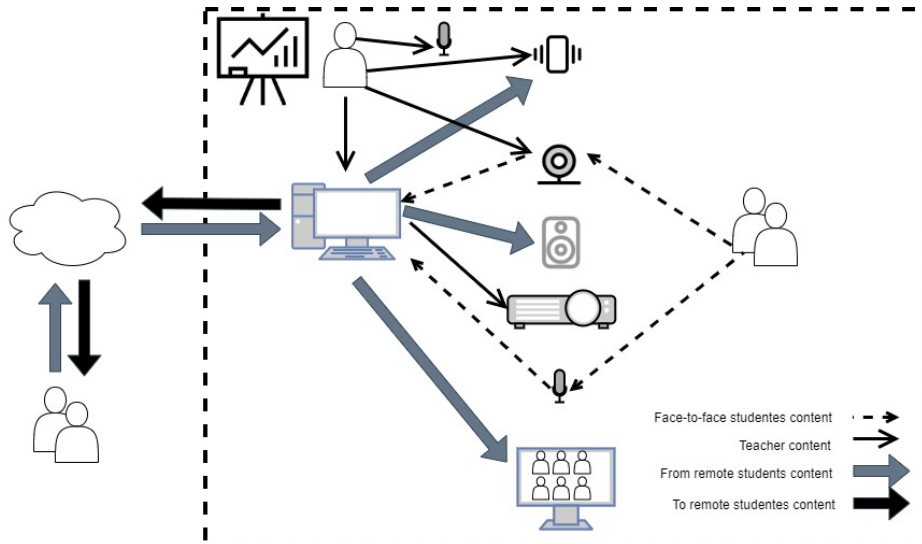 Face-to-face studentes content
Teacher content
From remote students content
To remote studentes content